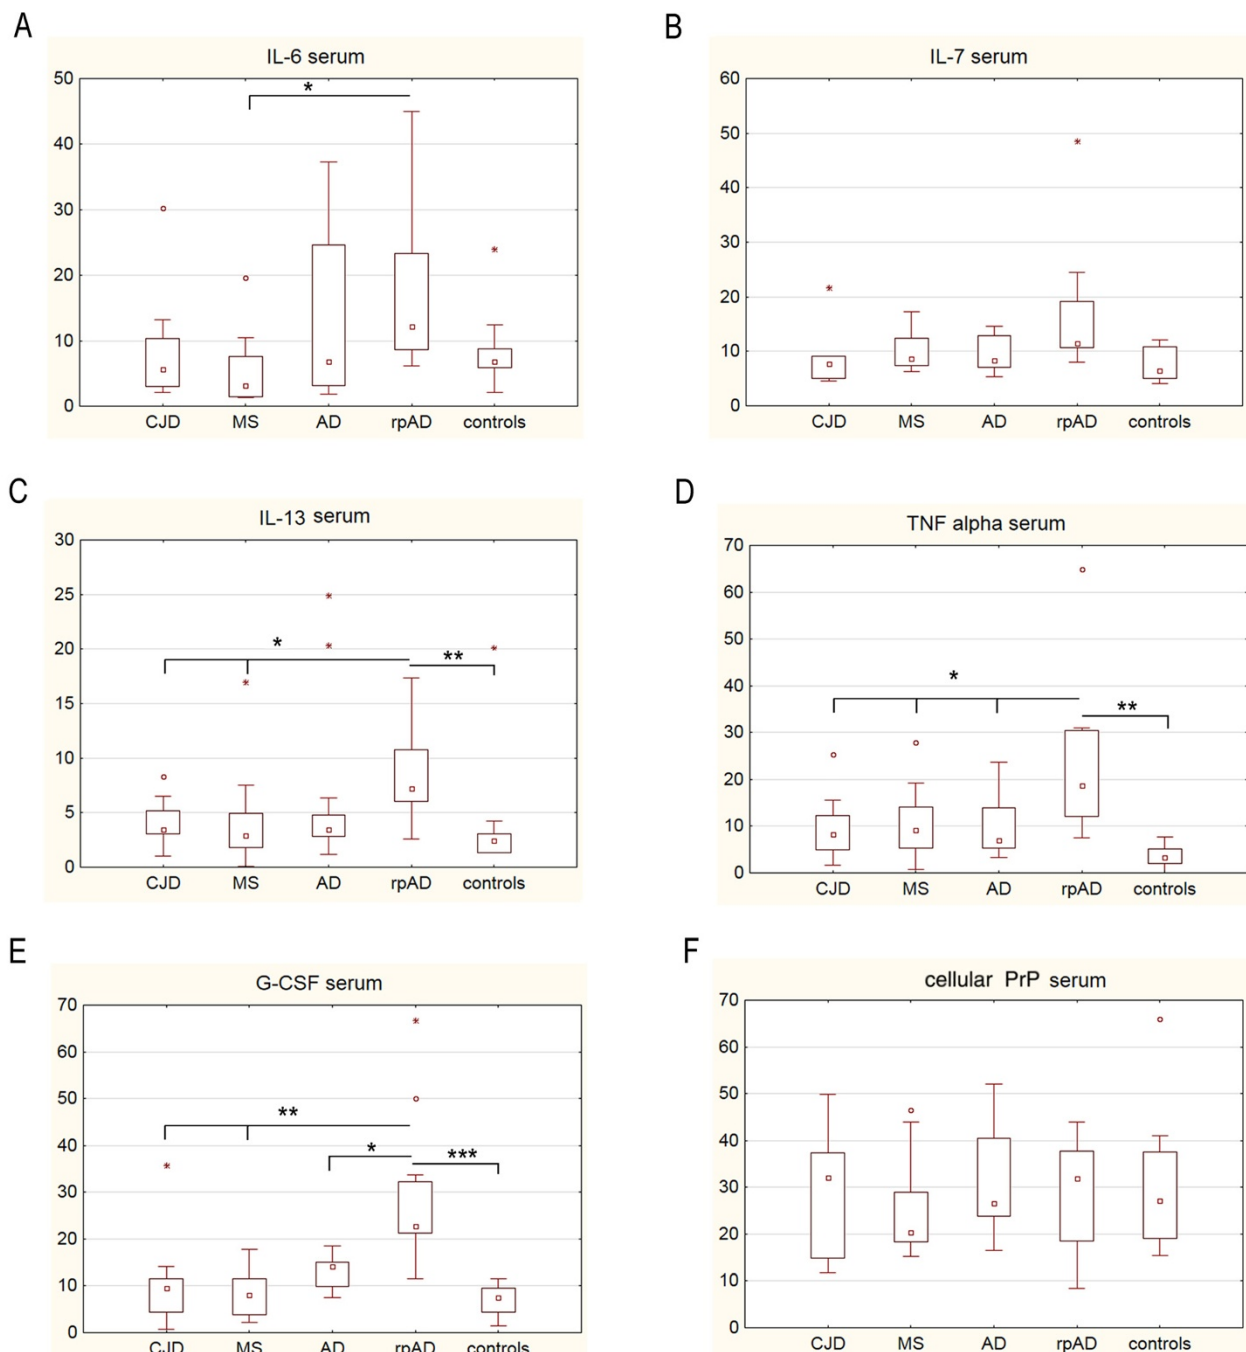 A
IL-6 serum
50
40
30
20
10
0
*
CJD MS AD rpAD controls
B
IL-7 serum
60
50
40
30
20
10
0
CJD MS AD rpAD controls
C
IL-13 serum
30
25
20
15
10
5
0
* **
CJD MS AD rpAD controls
D
TNF alpha serum
70
60
50
40
30
20
10
0
* **
CJD MS AD rpAD controls
E
G-CSF serum
70
60
50
40
30
20
10
0
**
* ***
CJD MS AD rpAD controls
F
cellular PrP serum
70
60
50
40
30
20
10
0
CJD MS AD rpAD controls